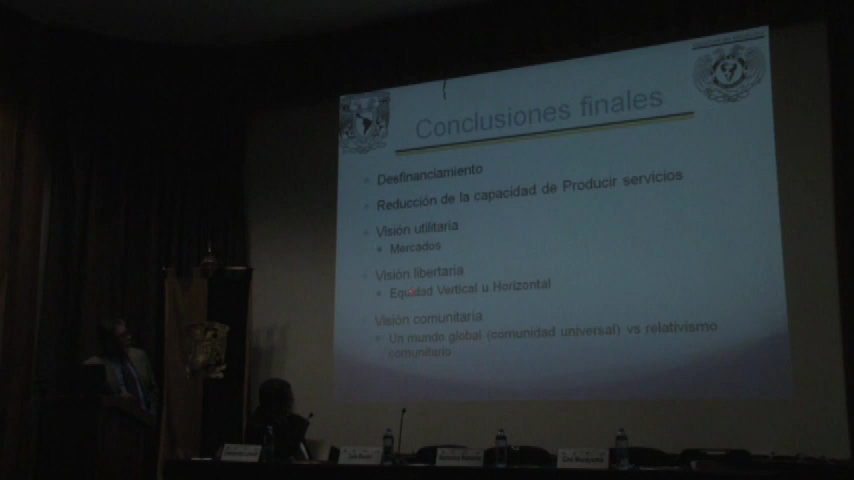 Conclusiones finales
Desfinanciamiento
Reducción de la capacidad de Producir servicios
Visión utilitaria
Mercados
Visión libertaria
Equidad Vertical u Horizontal
Visión comunitaria
Un mundo global (comunidad universal) vs relativismo
comunitario